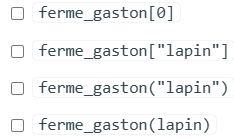 ferme_gaston[0]
ferme_gaston["lapin"]
ferme_gaston("lapin")
ferme_gaston(lapin)